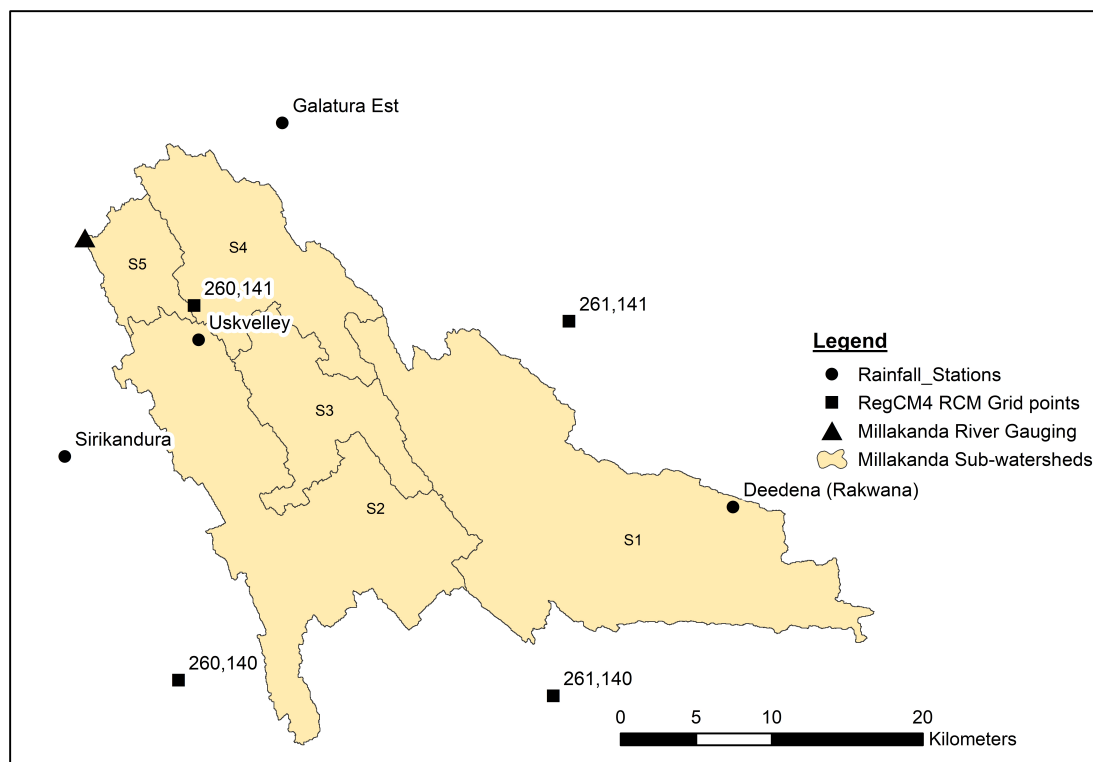 Galatura Est
S4
S5
260,141
261,141
Uskvelley
Legend
Rainfall_Stations
RegCM4 RCM Grid points
S3
Millakanda River Gauging
Sirikandura
Millakanda Sub-watersheds
Deedena (Rakwana)
S2
S1
260,140
261,140
0 5 10 20
Kilometers